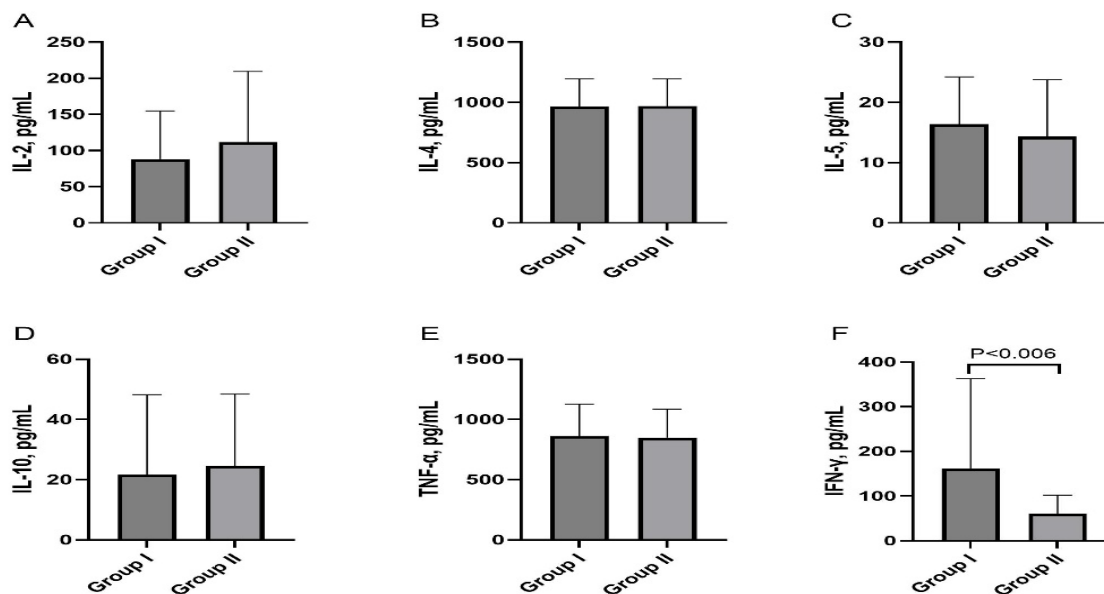 A
IL-2, pg/mL
250
200
150
100
50
0
Group I
Group II
B
IL-4, pg/mL
1500
1000
500
0
Group I
Group II
C
IL-5, pg/mL
30
20
10
0
Group I
Group II
D
IL-10, pg/mL
60
40
20
0
Group I
Group II
E
TNF-α, pg/mL
1500
1000
500
0
Group I
Group II
F
P<0.006
IFN-γ, pg/mL
400
300
200
100
0
Group I
Group II